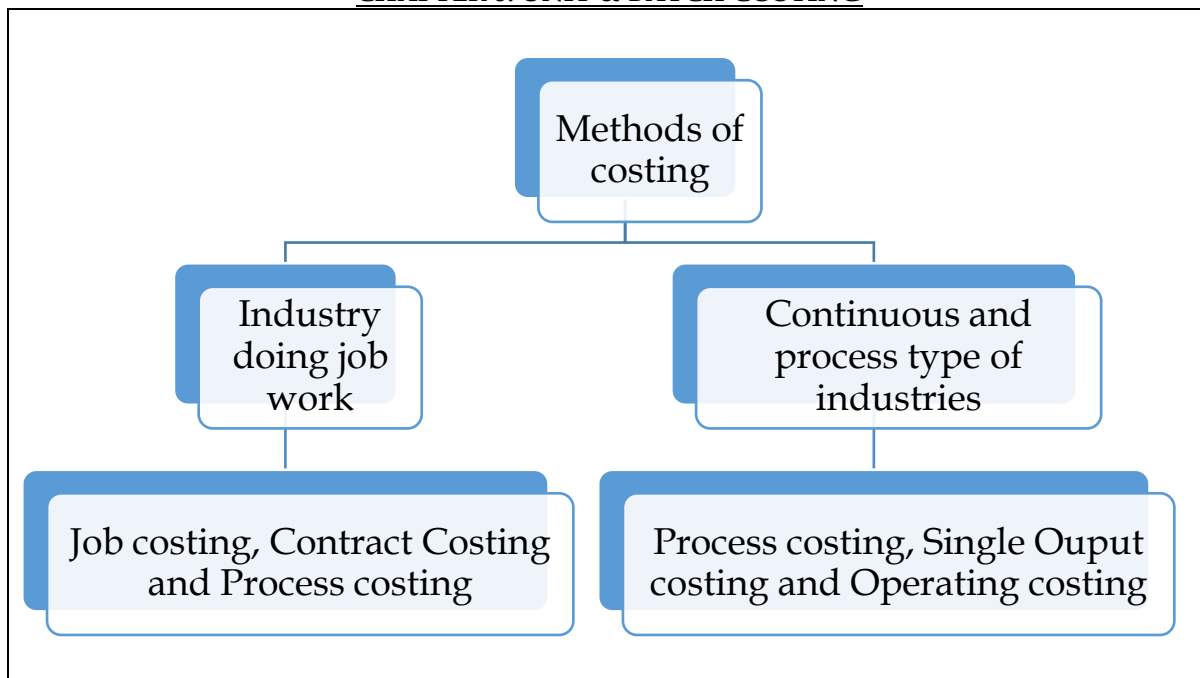 Methods of
costing
Industry
doing job
work
Continuous and
process type of
industries
Job costing, Contract Costing
and Process costing
Process costing, Single Ouput
costing and Operating costing